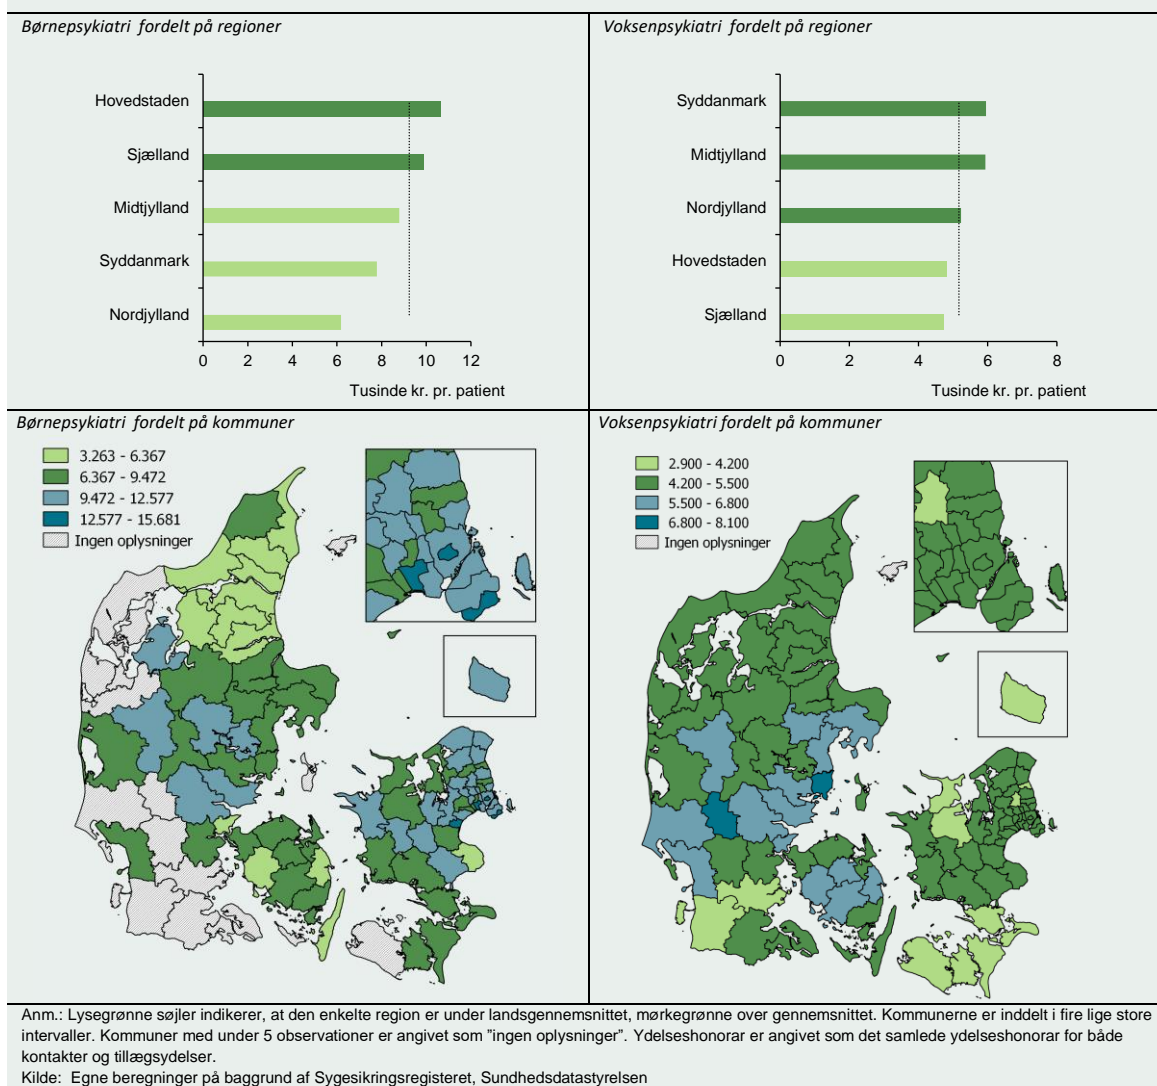 Børnepsykiatri fordelt på regioner
Hovedstaden
Sjælland
Midtjylland
Syddanmark
Nordjylland
0 2 4 6 8 10 12
Tusinde kr. pr. patient
Voksenpsykiatri fordelt på regioner
Syddanmark
Midtjylland
Nordjylland
Hovedstaden
Sjælland
0 2 4 6 8
Tusinde kr. pr. patient
Børnepsykiatri fordelt på kommuner
3.263 - 6.367
6.367 - 9.472
9.472 - 12.577
12.577 - 15.681
Ingen oplysninger
Voksenpsykiatri fordelt på kommuner
2.900 - 4.200
4.200 - 5.500
5.500 - 6.800
6.800 - 8.100
Ingen oplysninger
Anm.: Lysegrønne søjler indikerer, at den enkelte region er under landsgennemsnittet, mørkegrønne over gennemsnittet. Kommunerne er inddelt i fire lige store
intervaller. Kommuner med under 5 observationer er angivet som ”ingen oplysninger”. Ydelseshonorar er angivet som det samlede ydelseshonorar for både
kontakter og tillægsydelser.
Kilde: Egne beregninger på baggrund af Sygesikringsregisteret, Sundhedsdatastyrelsen